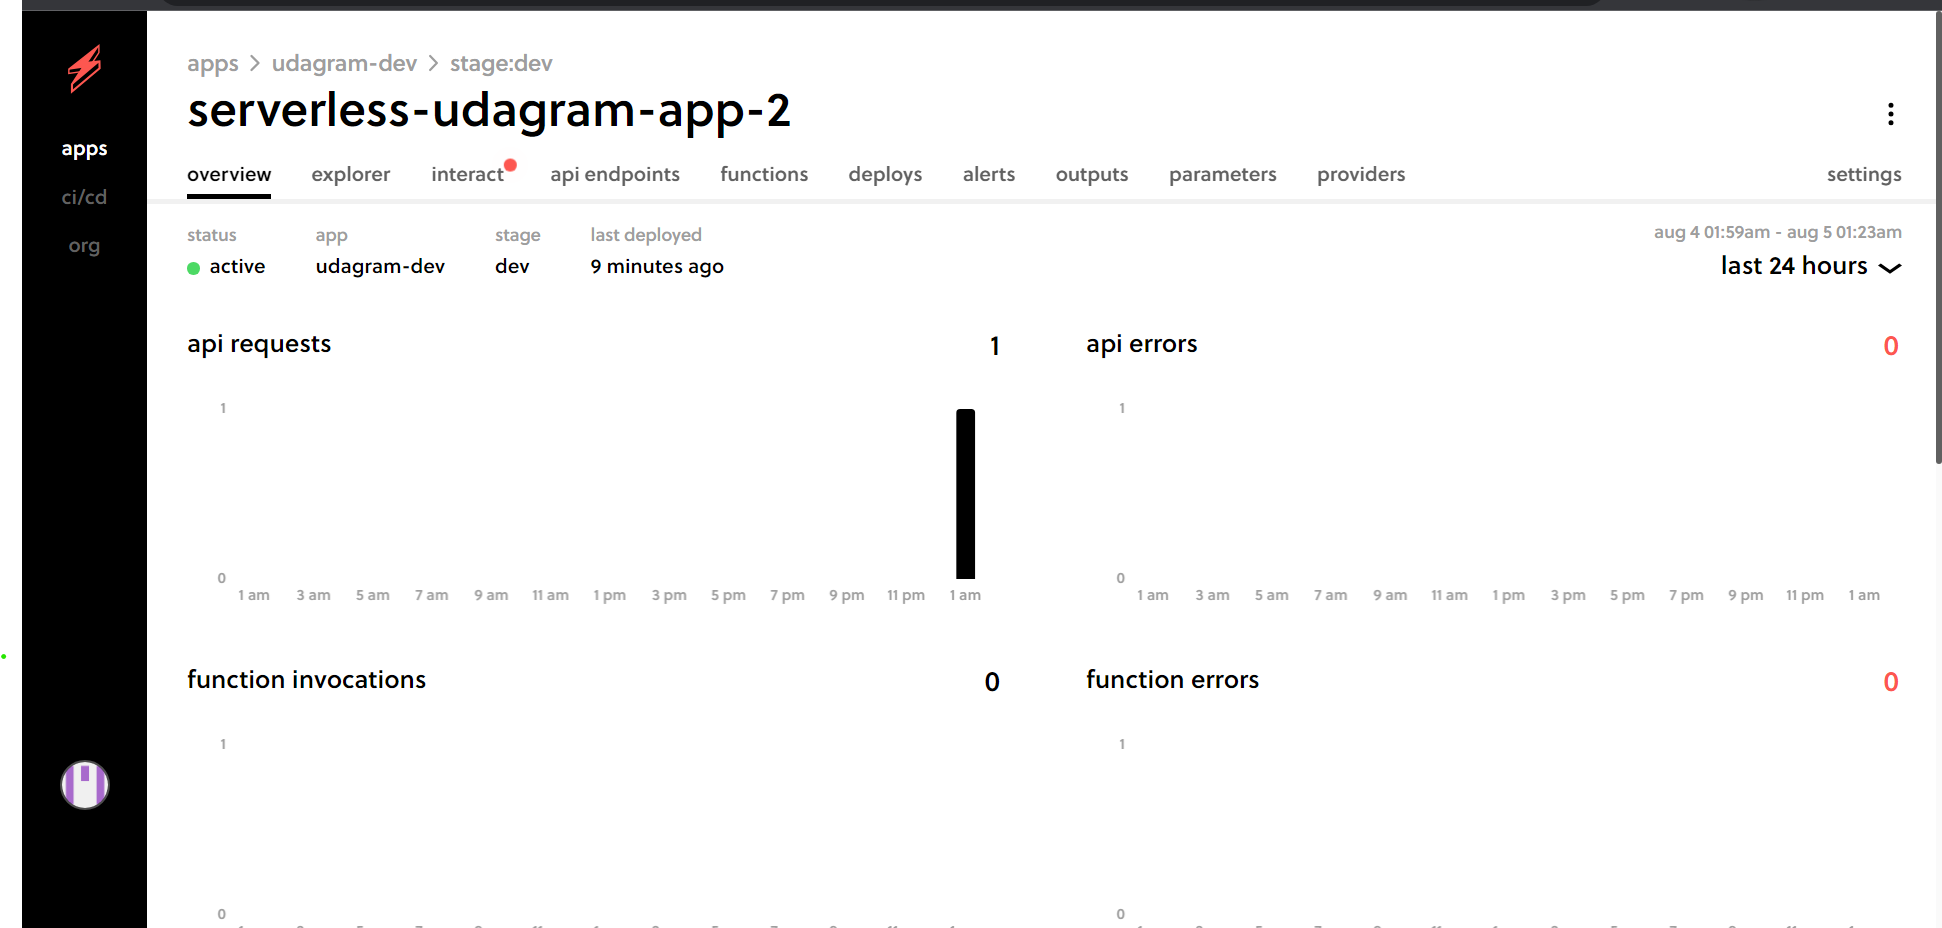 apps > udagram-dev > stage:dev
serverless-udagram-app-2
apps
ci/cd
org
overview explorer interact api endpoints functions deploys alerts outputs parameters providers settings
status app stage last deployed
active udagram-dev dev 9 minutes ago
aug 4 01:59am - aug 5 01:23am
last 24 hours
api requests 1
1
0
1 am 3 am 5 am 7 am 9 am 11 am 1 pm 3 pm 5 pm 7 pm 9 pm 11 pm 1 am
api errors 0
1
0
1 am 3 am 5 am 7 am 9 am 11 am 1 pm 3 pm 5 pm 7 pm 9 pm 11 pm 1 am
function invocations 0
1
0
function errors 0
1
0